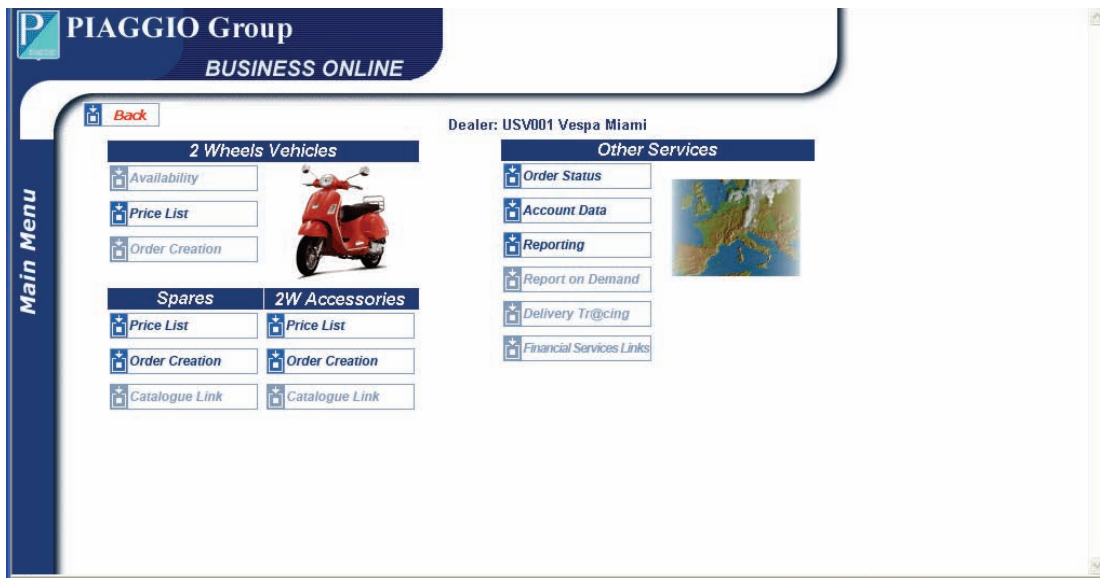 PIAGGIO Group
BUSINESS ONLINE
Back
Dealer: USV001 Vespa Miami
Main Menu
2 Wheels Vehicles
Availability
Price List
Order Creation
Spares
Price List
Order Creation
Catalogue Link
2W Accessories
Price List
Order Creation
Catalogue Link
Other Services
Order Status
Account Data
Reporting
Report on Demand
Delivery Tr@cing
Financial Services Links